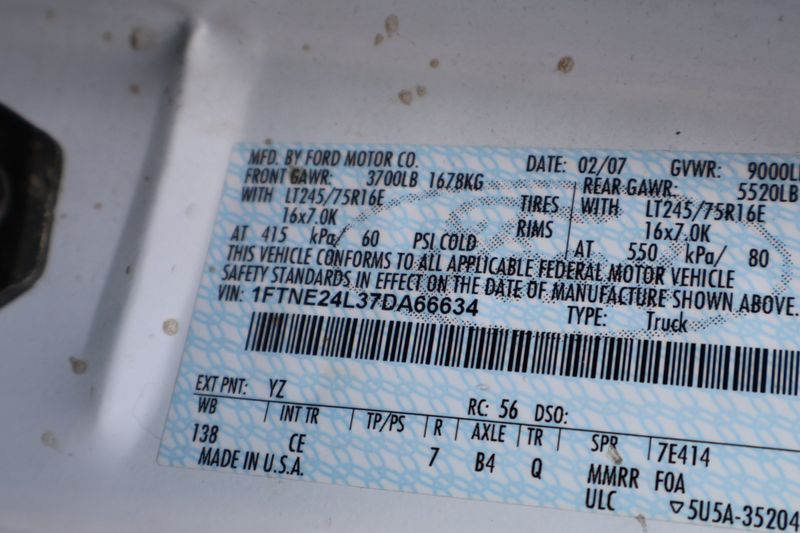 MFD. BY FORD MOTOR CO. DATE: 02/07 GVWR: 9000L
FRONT GAWR: 3700LB 1678KG REAR GAWR: 5520LB
WITH LT245/75R16E TIRES WITH LT245/75R16E
16x7.0K RIMS 16x7.0K
AT 415 kPa/ 60 PSI COLD AT 550 kPa/ 80
THIS VEHICLE CONFORMS TO ALL APPLICABLE FEDERAL MOTOR VEHICLE
SAFETY STANDARDS IN EFFECT ON THE DATE OF MANUFACTURE SHOWN ABOVE.
VIN: 1FTNE24L37DA66634 TYPE: Truck
EXT PNT: YZ RC: 56 DSO:
WB INT TR TP/PS R AXLE TR SPR 7E414
138 CE 7 B4 Q MMRR F0A
MADE IN U.S.A. ULC ▽5U5A-35204